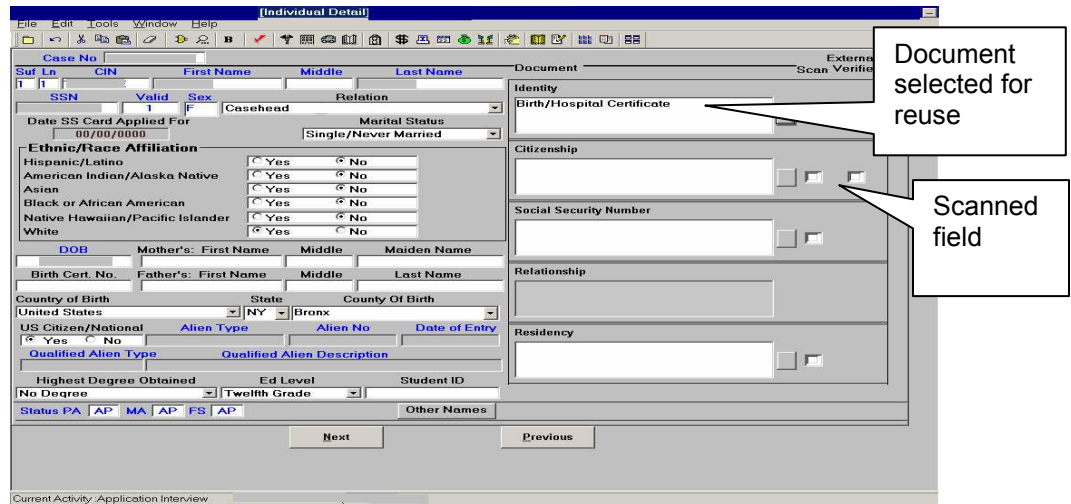 [Individual Detail]
File Edit Tools Window Help
B
Case No
Suf Ln CIN First Name Middle Last Name
1 1
SSN Valid Sex Relation
1 F Casehead
Date SS Card Applied For Marital Status
00/00/0000 Single/Never Married
Ethnic/Race Affiliation
Hispanic/Latino Yes No
American Indian/Alaska Native Yes No
Asian Yes No
Black or African American Yes No
Native Hawaiian/Pacific Islander Yes No
White Yes No
DOB Mother's: First Name Middle Maiden Name
Birth Cert. No. Father's: First Name Middle Last Name
Country of Birth State County Of Birth
United States NY Bronx
US Citizen/National Alien Type Alien No Date of Entry
Yes No
Qualified Alien Type Qualified Alien Description
Highest Degree Obtained Ed Level Student ID
No Degree Twelfth Grade
Status PA AP MA AP FS AP Other Names
Document Scan Verifie
Externa
Identity
Birth/Hospital Certificate
Citizenship
Social Security Number
Relationship
Residency
Next Previous
Current Activity :Application Interview
Document
selected for
reuse
Scanned
field